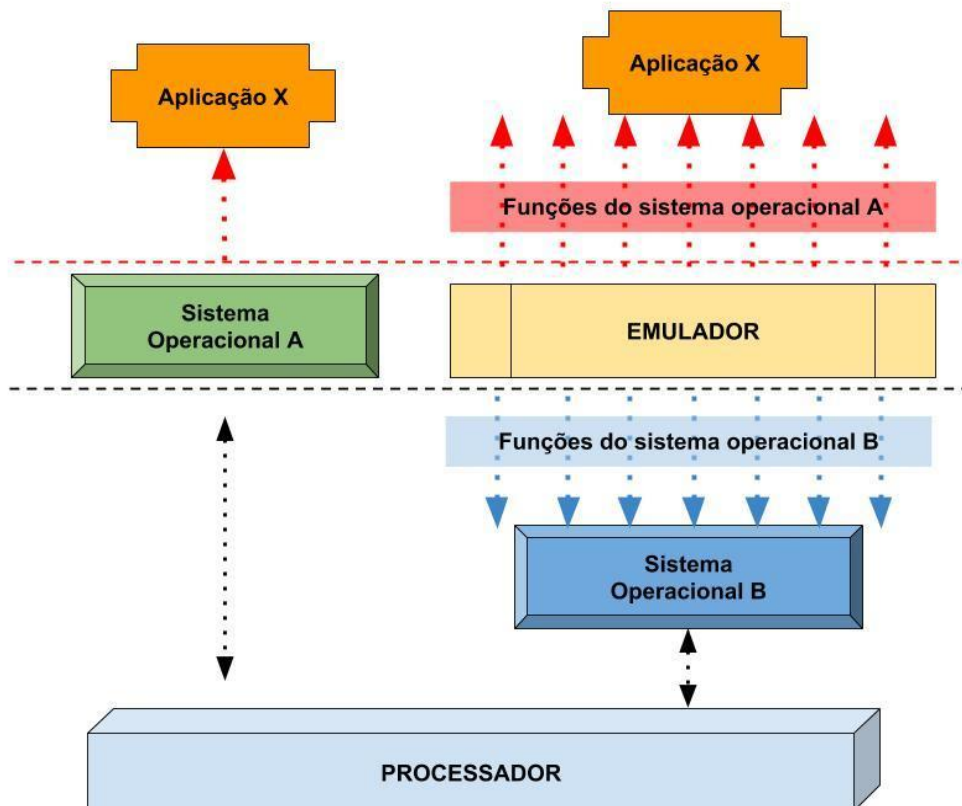 Aplicação X
Aplicação X
Funções do sistema operacional A
Sistema
Operacional A
EMULADOR
Funções do sistema operacional B
Sistema
Operacional B
PROCESSADOR